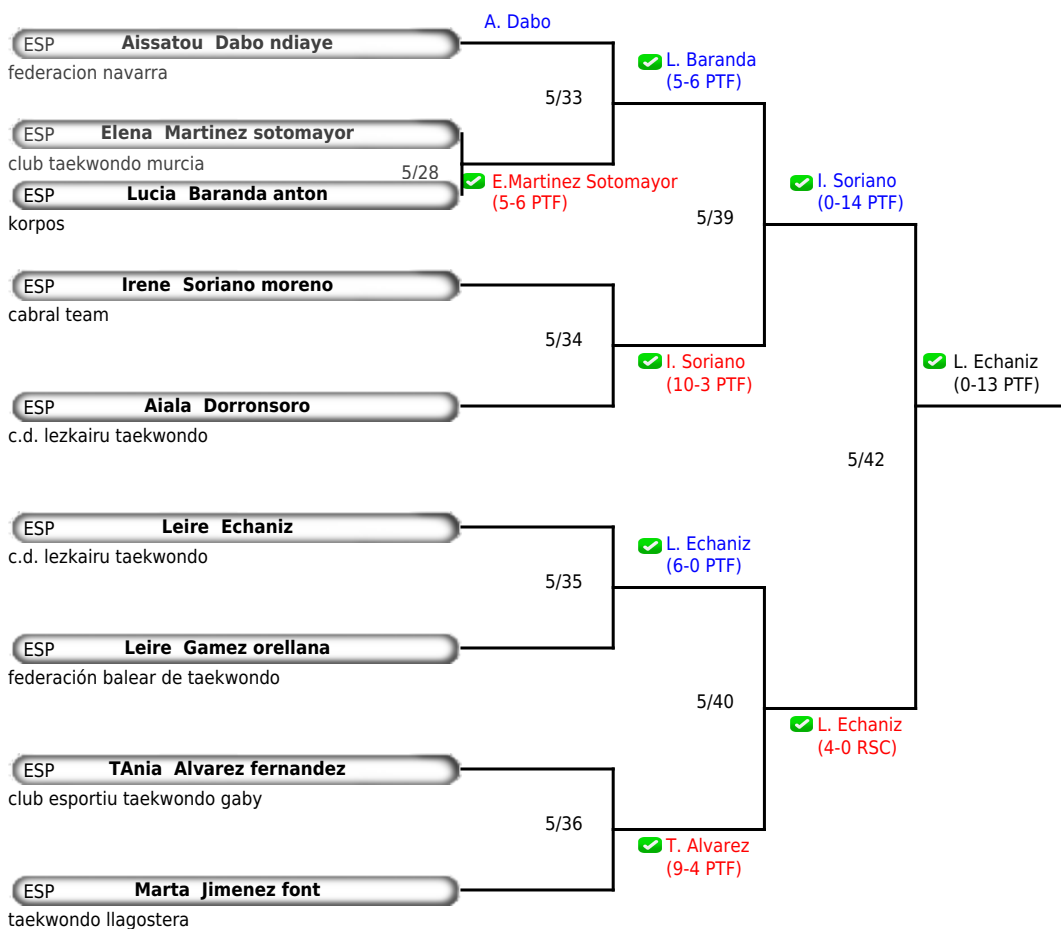 A. Dabo
ESP Aissatou Dabo ndiaye
federacion navarra
L. Baranda
(5-6 PTF)
5/33
ESP Elena Martinez sotomayor
club taekwondo murcia
5/28
E.Martinez Sotomayor
(5-6 PTF)
ESP Lucia Baranda anton
korpos
I. Soriano
(0-14 PTF)
5/39
ESP Irene Soriano moreno
cabral team
5/34
I. Soriano
(10-3 PTF)
L. Echaniz
(0-13 PTF)
ESP Aiala Dorronsoro
c.d. lezkairu taekwondo
5/42
ESP Leire Echaniz
c.d. lezkairu taekwondo
L. Echaniz
(6-0 PTF)
5/35
ESP Leire Gamez orellana
federación balear de taekwondo
5/40
L. Echaniz
(4-0 RSC)
ESP TAnia Alvarez fernandez
club esportiu taekwondo gaby
5/36
T. Alvarez
(9-4 PTF)
ESP Marta Jimenez font
taekwondo llagostera